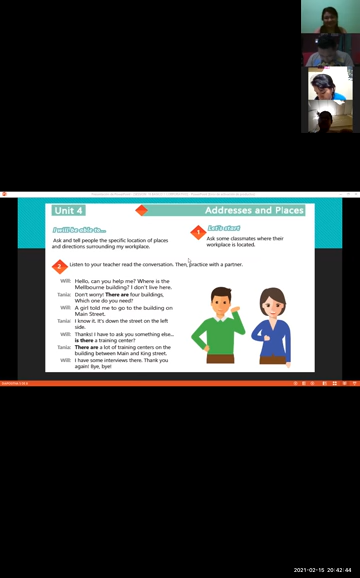 Unit 4
Addresses and Places
I will be able to...
Ask and tell people the specific location of places
and directions surrounding my workplace.
1
Let's start
Ask some classmates where their
workplace is located.
2
Listen to your teacher read the conversation. Then, practice with a partner.
Will: Hello, can you help me? Where is the
Mellbourne building? I don't live here.
Tania: Don't worry! There are four buildings,
Which one do you need?
Will: A girl told me to go to the building on
Main Street.
Tania: I know it. It's down the street on the left
side.
Will: Thanks! I have to ask you something else...
is there a training center?
Tania: There are a lot of training centers on the
building between Main and King street.
Will: I have some interviews there. Thank you
again! Bye, bye!
2021-02-15 20:42:44